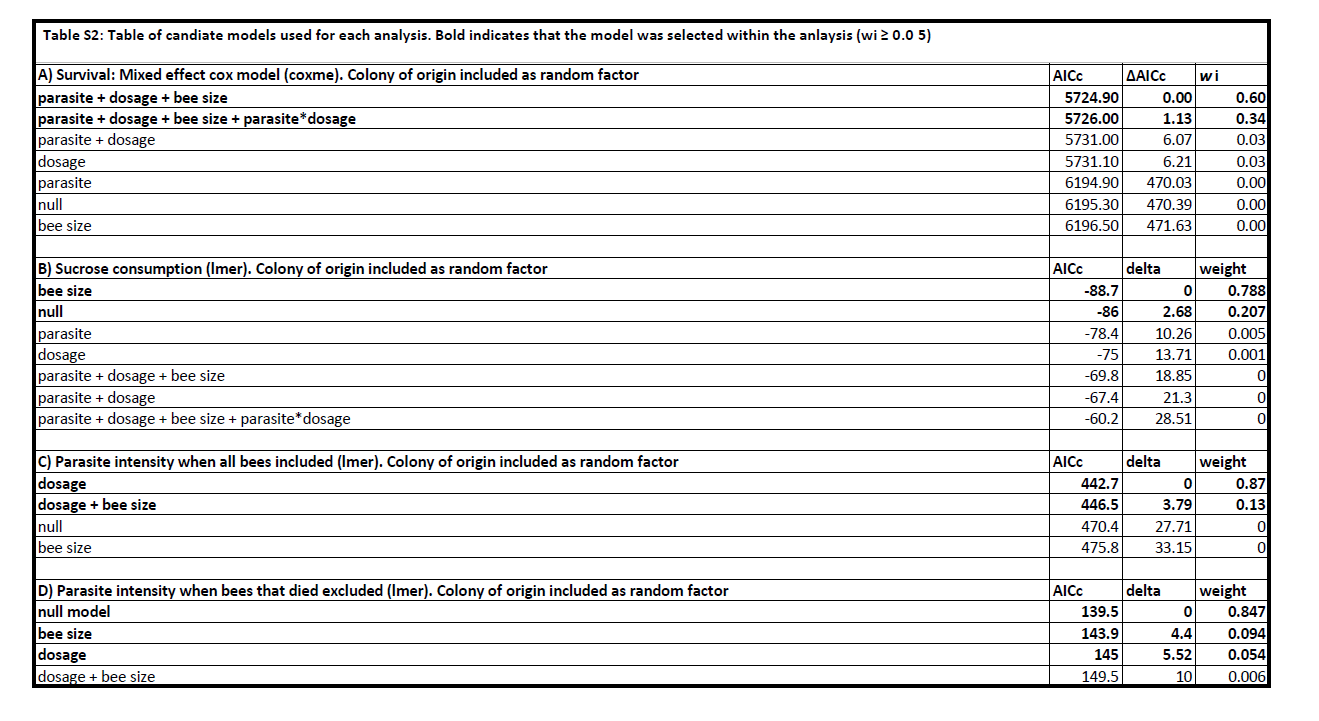 Table S2: Table of candiate models used for each analysis. Bold indicates that the model was selected within the anlaysis (wi ≥ 0.0 5)
A) Survival: Mixed effect cox model (coxme). Colony of origin included as random factor AICc ΔAICc wi
parasite + dosage + bee size 5724.90 0.00 0.60
parasite + dosage + bee size + parasite*dosage 5726.00 1.13 0.34
parasite + dosage 5731.00 6.07 0.03
dosage 5731.10 6.21 0.03
parasite 6194.90 470.03 0.00
null 6195.30 470.39 0.00
bee size 6196.50 471.63 0.00
B) Sucrose consumption (lmer). Colony of origin included as random factor AICc delta weight
bee size -88.7 0 0.788
null -86 2.68 0.207
parasite -78.4 10.26 0.005
dosage -75 13.71 0.001
parasite + dosage + bee size -69.8 18.85 0
parasite + dosage -67.4 21.3 0
parasite + dosage + bee size + parasite*dosage -60.2 28.51 0
C) Parasite intensity when all bees included (lmer). Colony of origin included as random factor AICc delta weight
dosage 442.7 0 0.87
dosage + bee size 446.5 3.79 0.13
null 470.4 27.71 0
bee size 475.8 33.15 0
D) Parasite intensity when bees that died excluded (lmer). Colony of origin included as random factor AICc delta weight
null model 139.5 0 0.847
bee size 143.9 4.4 0.094
dosage 145 5.52 0.054
dosage + bee size 149.5 10 0.006